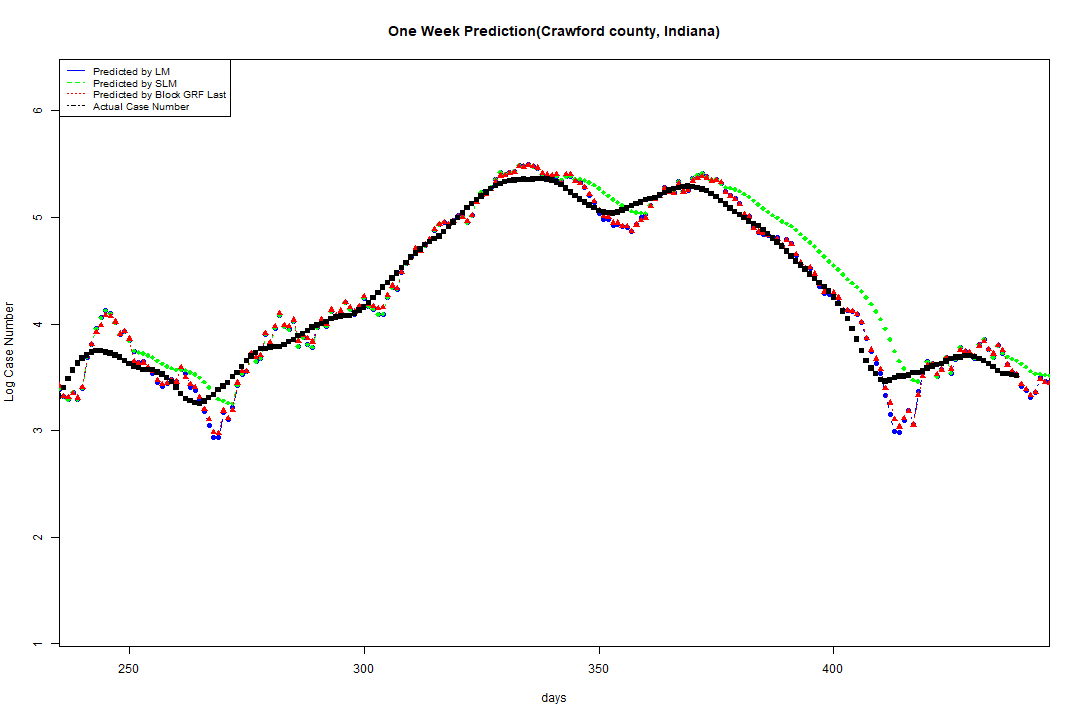 One Week Prediction(Crawford county, Indiana)
Predicted by LM
Predicted by SLM
Predicted by Block GRF Last
Actual Case Number
Log Case Number
6
5
4
3
2
1
250 300 350 400
days